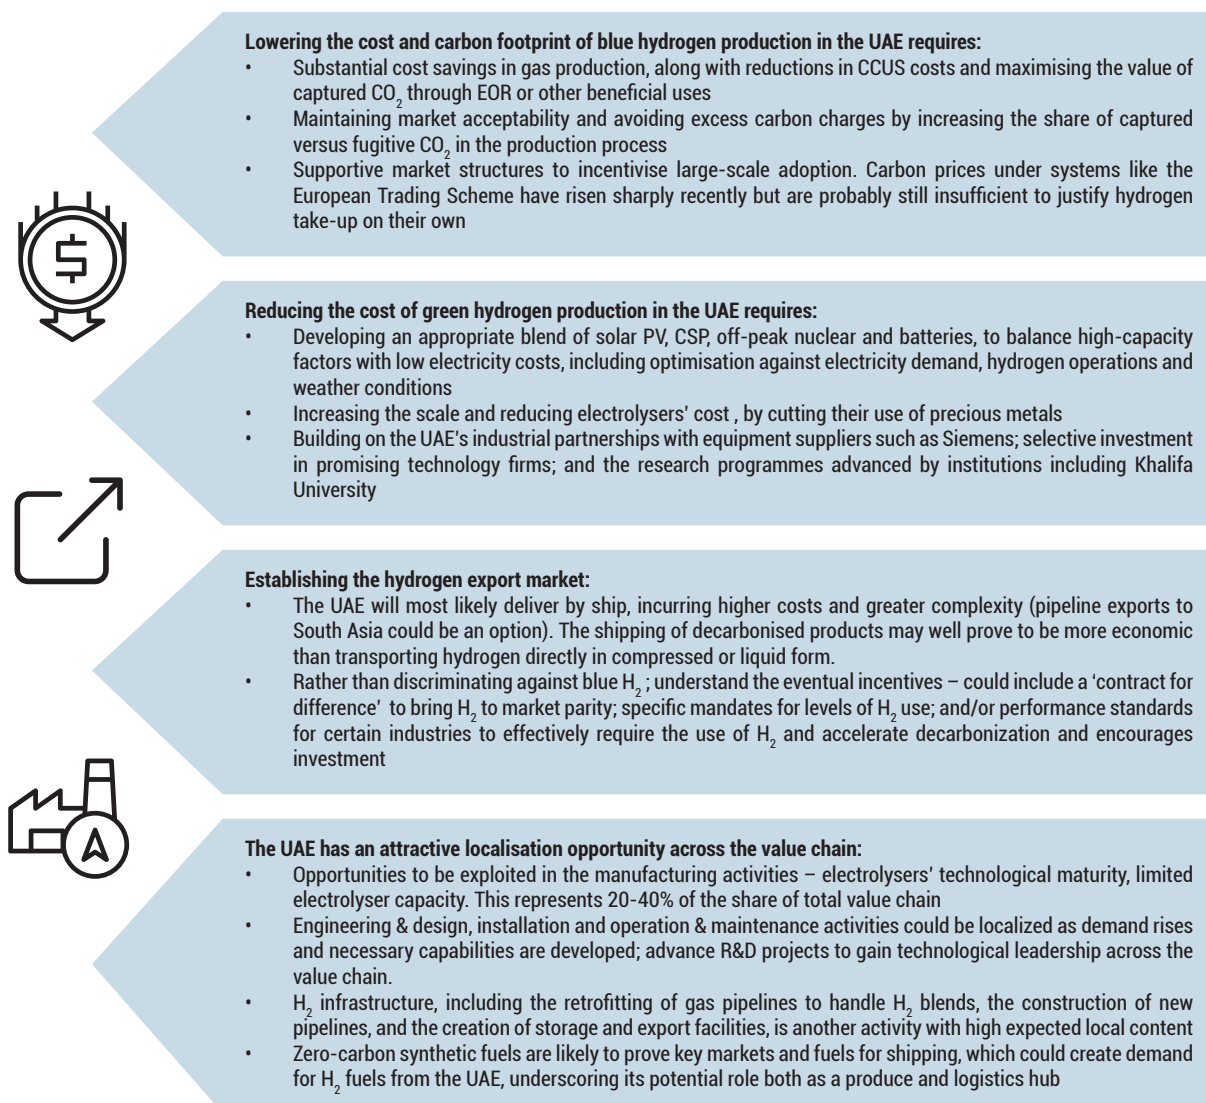 Lowering the cost and carbon footprint of blue hydrogen production in the UAE requires:
• Substantial cost savings in gas production, along with reductions in CCUS costs and maximising the value of
captured CO₂ through EOR or other beneficial uses
• Maintaining market acceptability and avoiding excess carbon charges by increasing the share of captured
versus fugitive CO₂ in the production process
• Supportive market structures to incentivise large-scale adoption. Carbon prices under systems like the
European Trading Scheme have risen sharply recently but are probably still insufficient to justify hydrogen
take-up on their own
$
Reducing the cost of green hydrogen production in the UAE requires:
• Developing an appropriate blend of solar PV, CSP, off-peak nuclear and batteries, to balance high-capacity
factors with low electricity costs, including optimisation against electricity demand, hydrogen operations and
weather conditions
• Increasing the scale and reducing electrolysers' cost , by cutting their use of precious metals
• Building on the UAE's industrial partnerships with equipment suppliers such as Siemens; selective investment
in promising technology firms; and the research programmes advanced by institutions including Khalifa
University
Establishing the hydrogen export market:
• The UAE will most likely deliver by ship, incurring higher costs and greater complexity (pipeline exports to
South Asia could be an option). The shipping of decarbonised products may well prove to be more economic
than transporting hydrogen directly in compressed or liquid form.
• Rather than discriminating against blue H₂ ; understand the eventual incentives – could include a 'contract for
difference' to bring H₂ to market parity; specific mandates for levels of H₂ use; and/or performance standards
for certain industries to effectively require the use of H₂ and accelerate decarbonization and encourages
investment
The UAE has an attractive localisation opportunity across the value chain:
• Opportunities to be exploited in the manufacturing activities – electrolysers' technological maturity, limited
electrolyser capacity. This represents 20-40% of the share of total value chain
• Engineering & design, installation and operation & maintenance activities could be localized as demand rises
and necessary capabilities are developed; advance R&D projects to gain technological leadership across the
value chain.
• H₂ infrastructure, including the retrofitting of gas pipelines to handle H₂ blends, the construction of new
pipelines, and the creation of storage and export facilities, is another activity with high expected local content
• Zero-carbon synthetic fuels are likely to prove key markets and fuels for shipping, which could create demand
for H₂ fuels from the UAE, underscoring its potential role both as a produce and logistics hub